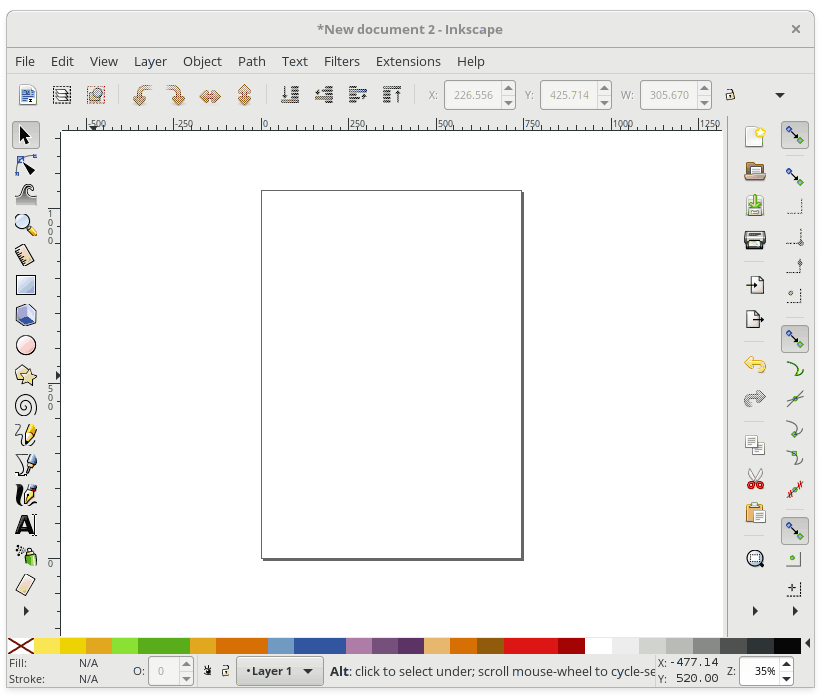 *New document 2 - Inkscape
File Edit View Layer Object Path Text Filters Extensions Help
X: 226.556 Y: 425.714 W: 305.670
-500 -250 0 250 500 750 1000 1250
1000
500
0
A
Fill: N/A
Stroke: N/A
O: 0
•Layer 1
Alt: click to select under; scroll mouse-wheel to cycle-se
X: -477.14
Y: 520.00
Z: 35%